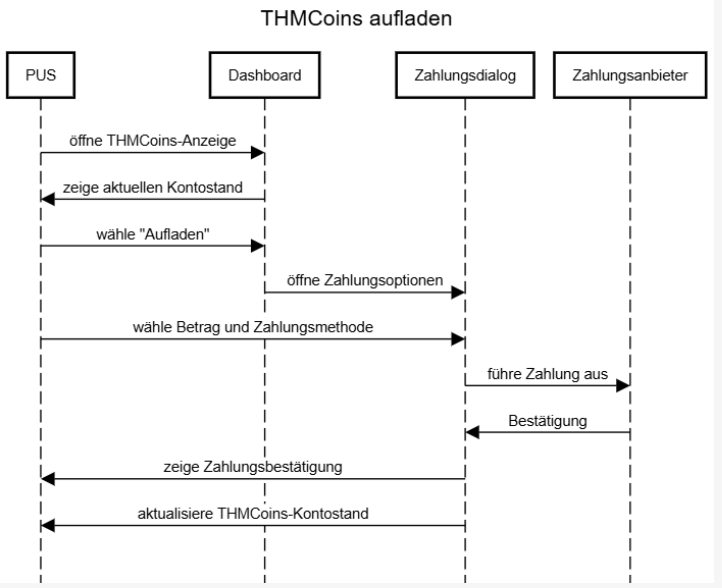 THMCoins aufladen
PUS
Dashboard
Zahlungsdialog
Zahlungsanbieter
öffne THMCoins-Anzeige
zeige aktuellen Kontostand
wähle "Aufladen"
öffne Zahlungsoptionen
wähle Betrag und Zahlungsmethode
führe Zahlung aus
Bestätigung
zeige Zahlungsbestätigung
aktualisiere THMCoins-Kontostand